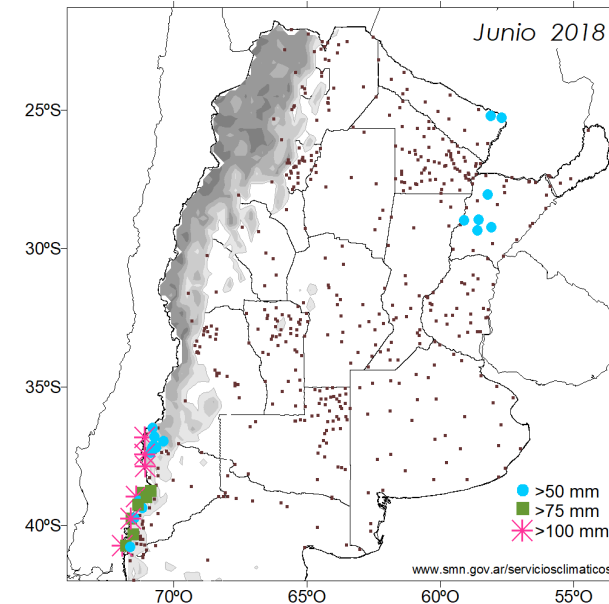 Junio 2018
25ºS
30ºS
35ºS
40ºS
>50 mm
>75 mm
>100 mm
www.smn.gov.ar/serviciosclimaticos
70ºO
65ºO
60ºO
55ºO